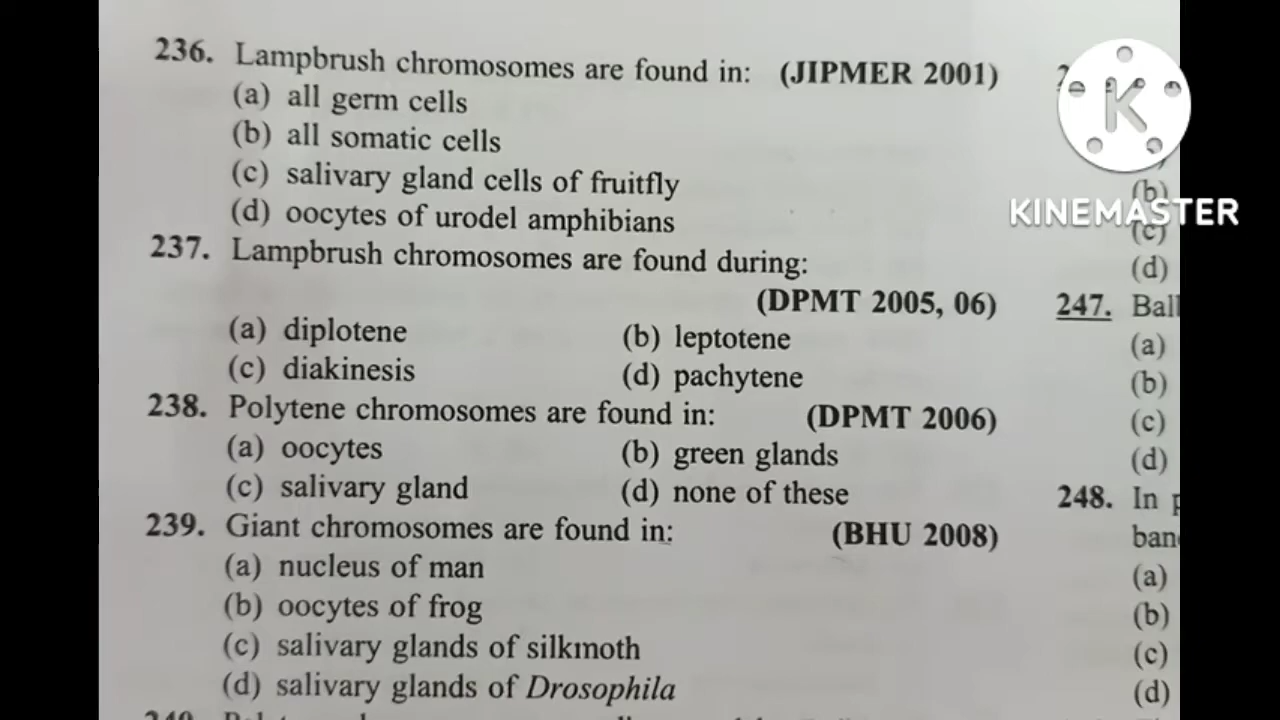 236. Lampbrush chromosomes are found in: (JIPMER 2001)
(a) all germ cells
(b) all somatic cells
(c) salivary gland cells of fruitfly
(d) oocytes of urodel amphibians
237. Lampbrush chromosomes are found during:
(DPMT 2005, 06)
(a) diplotene (b) leptotene
(c) diakinesis (d) pachytene
238. Polytene chromosomes are found in: (DPMT 2006)
(a) oocytes (b) green glands
(c) salivary gland (d) none of these
239. Giant chromosomes are found in: (BHU 2008)
(a) nucleus of man
(b) oocytes of frog
(c) salivary glands of silkmoth
(d) salivary glands of Drosophila
K
KINEMASTER
(b)
(c)
(d)
247. Ball
(a)
(b)
(c)
(d)
248. In
(a)
(b)
(c)
(d)